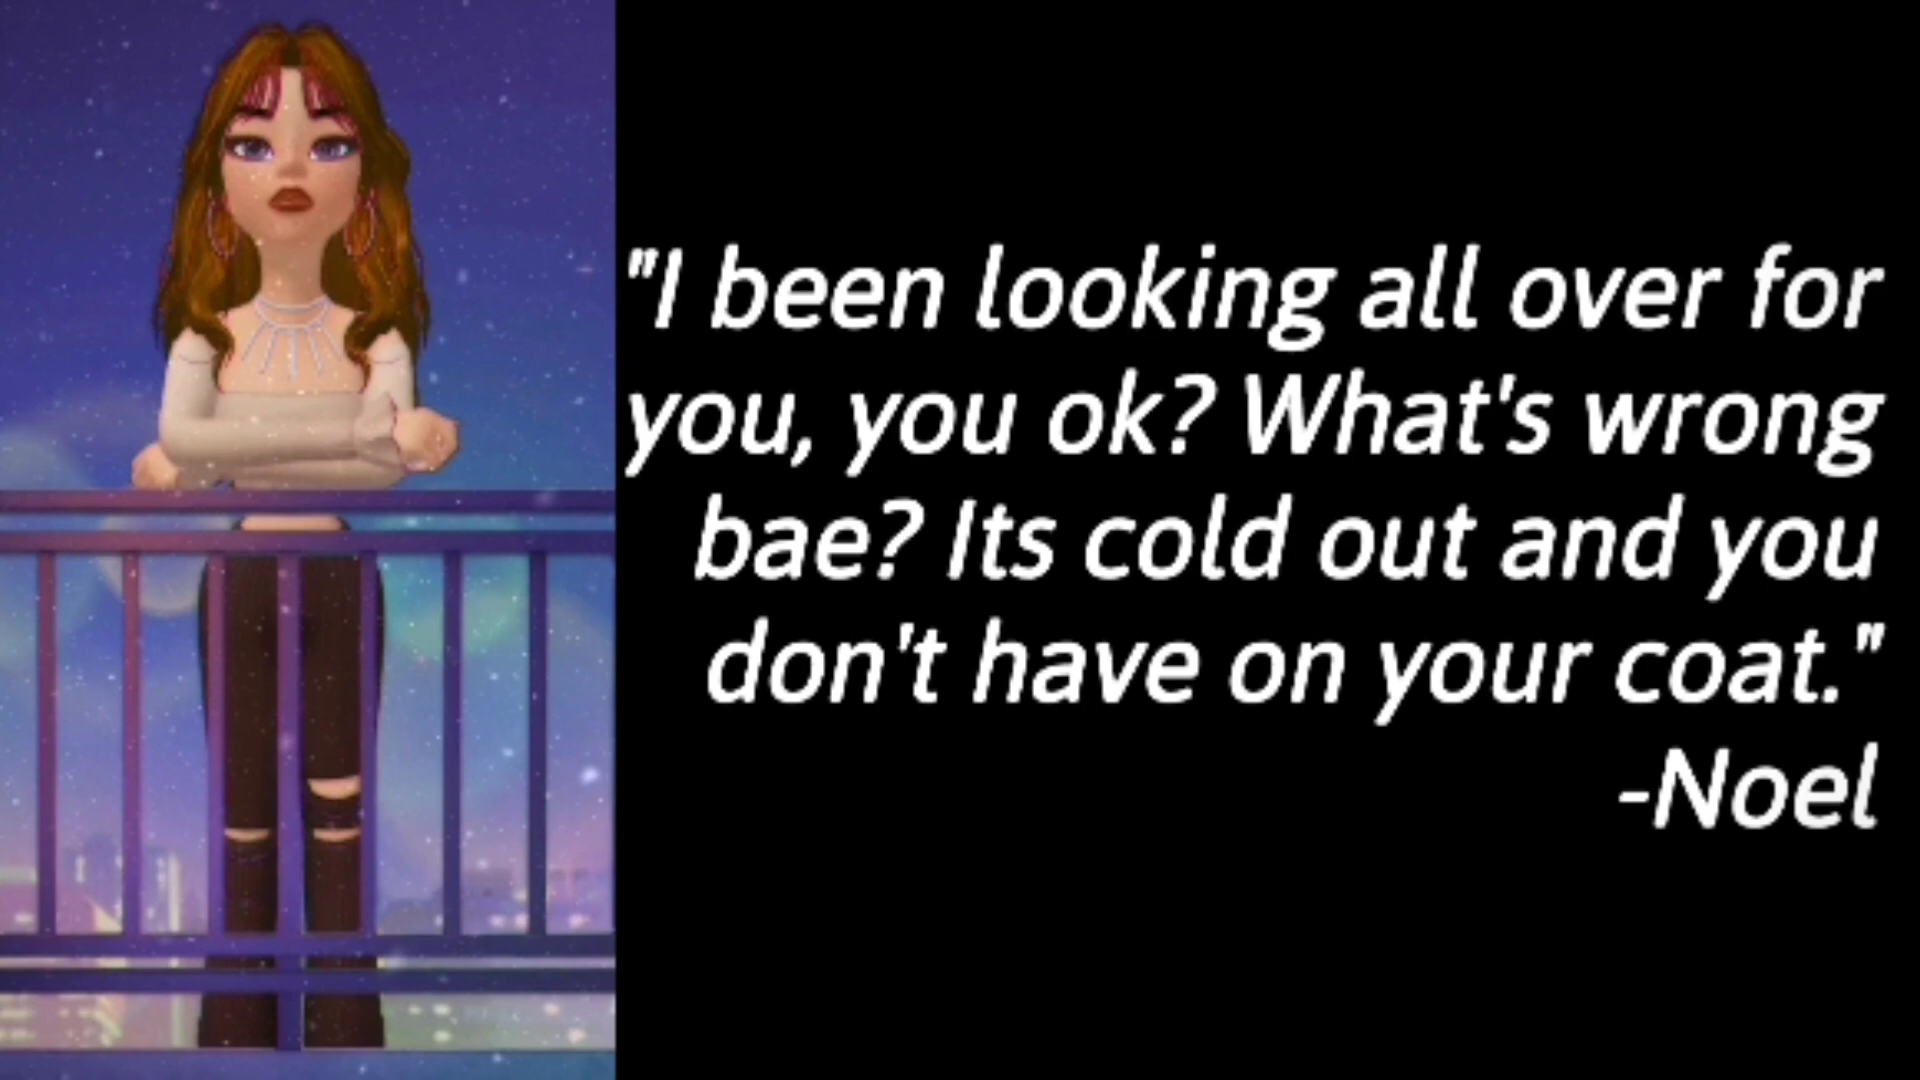 "I been looking all over for
you, you ok? What's wrong
bae? Its cold out and you
don't have on your coat."
-Noel